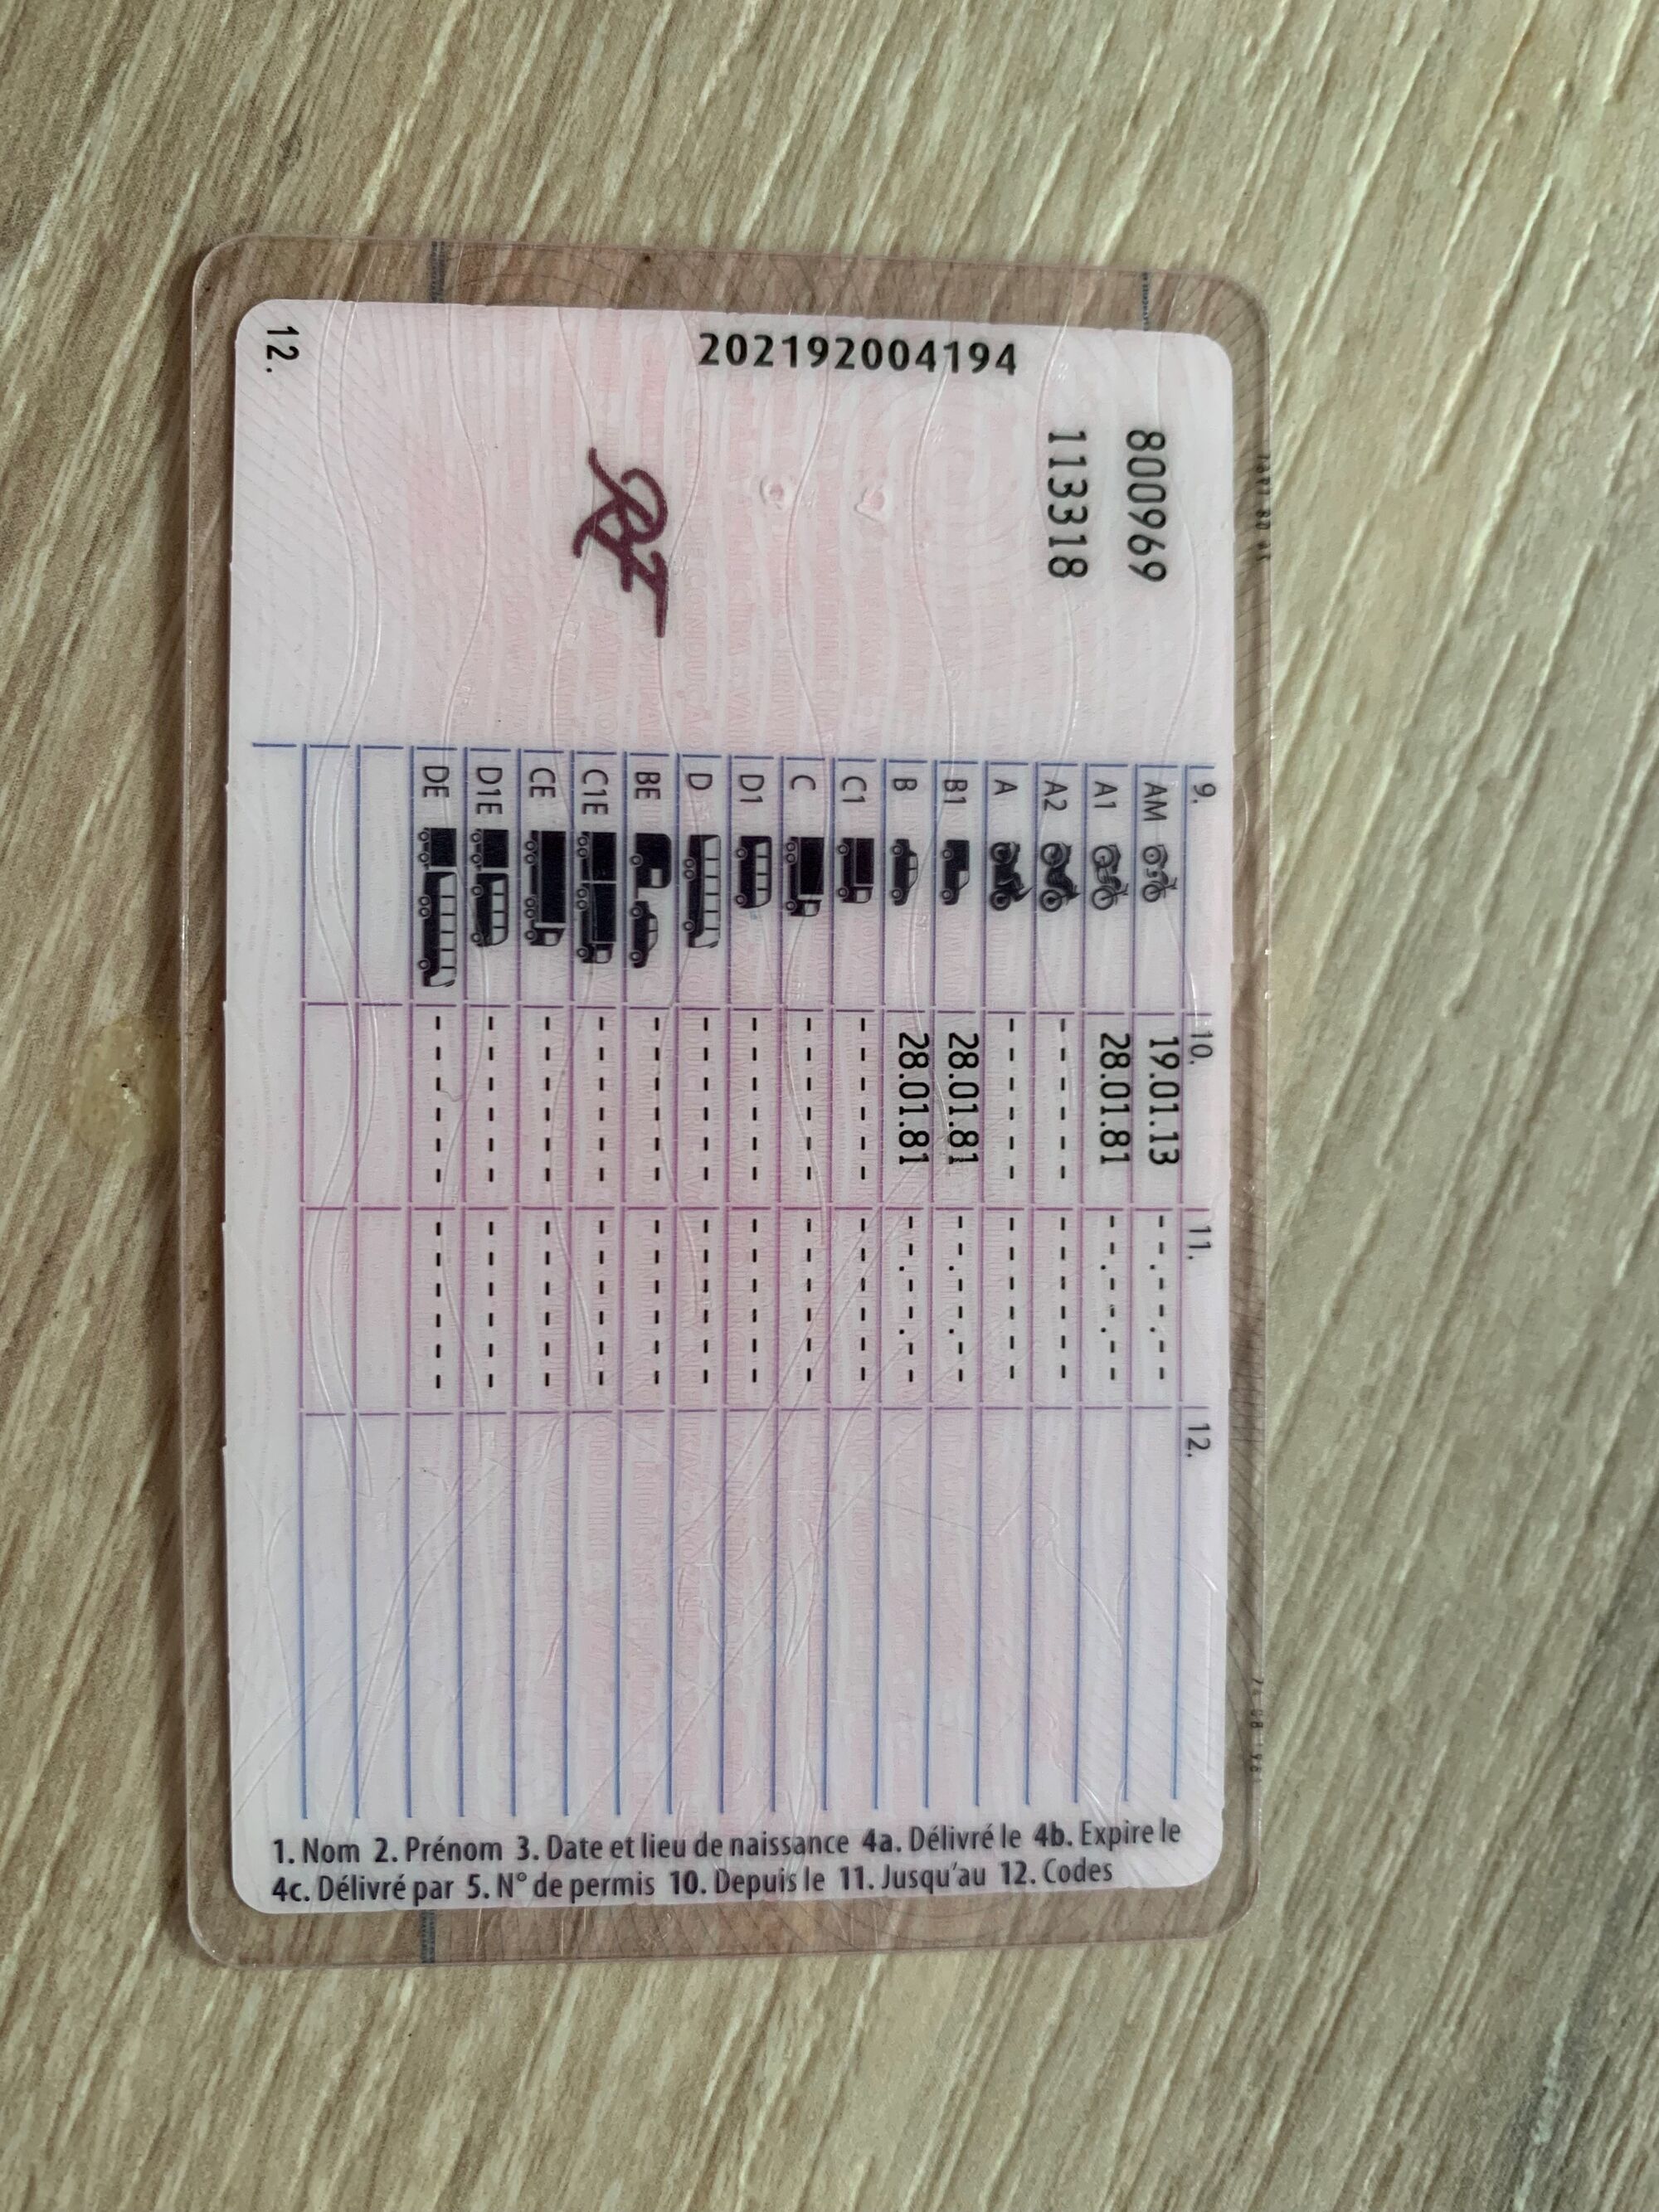 202192004194
800969
113318
12.
9. 10. 11. 12.
AM 19.01.13 --.--.--
A1 28.01.81 --.--.--
A2 ------ ------
A ------ ------
B1 28.01.81 --.--.--
B 28.01.81 --.--.--
C1 ------ ------
C ------ ------
D1 ------ ------
D ------ ------
BE ------ ------
C1E ------ ------
CE ------ ------
D1E ------ ------
DE ------ ------
1. Nom 2. Prénom 3. Date et lieu de naissance 4a. Délivré le 4b. Expire le
4c. Délivré par 5. N° de permis 10. Depuis le 11. Jusqu'au 12. Codes